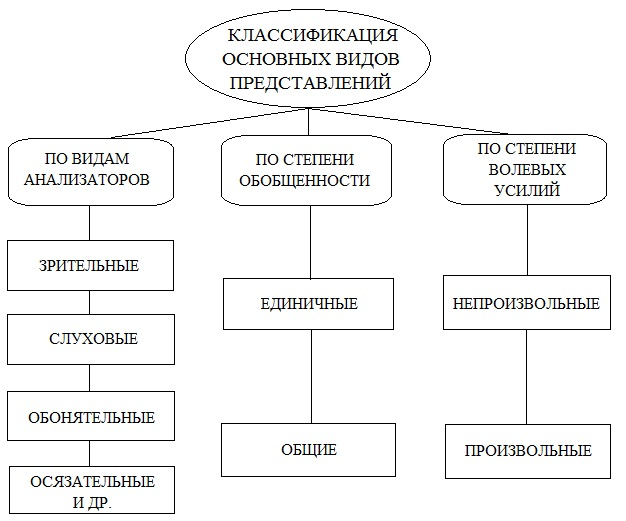 КЛАССИФИКАЦИЯ
ОСНОВНЫХ ВИДОВ
ПРЕДСТАВЛЕНИЙ
ПО ВИДАМ
АНАЛИЗАТОРОВ
ЗРИТЕЛЬНЫЕ
СЛУХОВЫЕ
ОБОНЯТЕЛЬНЫЕ
ОСЯЗАТЕЛЬНЫЕ
И ДР.
ПО СТЕПЕНИ
ОБОБЩЕННОСТИ
ЕДИНИЧНЫЕ
ОБЩИЕ
ПО СТЕПЕНИ
ВОЛЕВЫХ
УСИЛИЙ
НЕПРОИЗВОЛЬНЫЕ
ПРОИЗВОЛЬНЫЕ